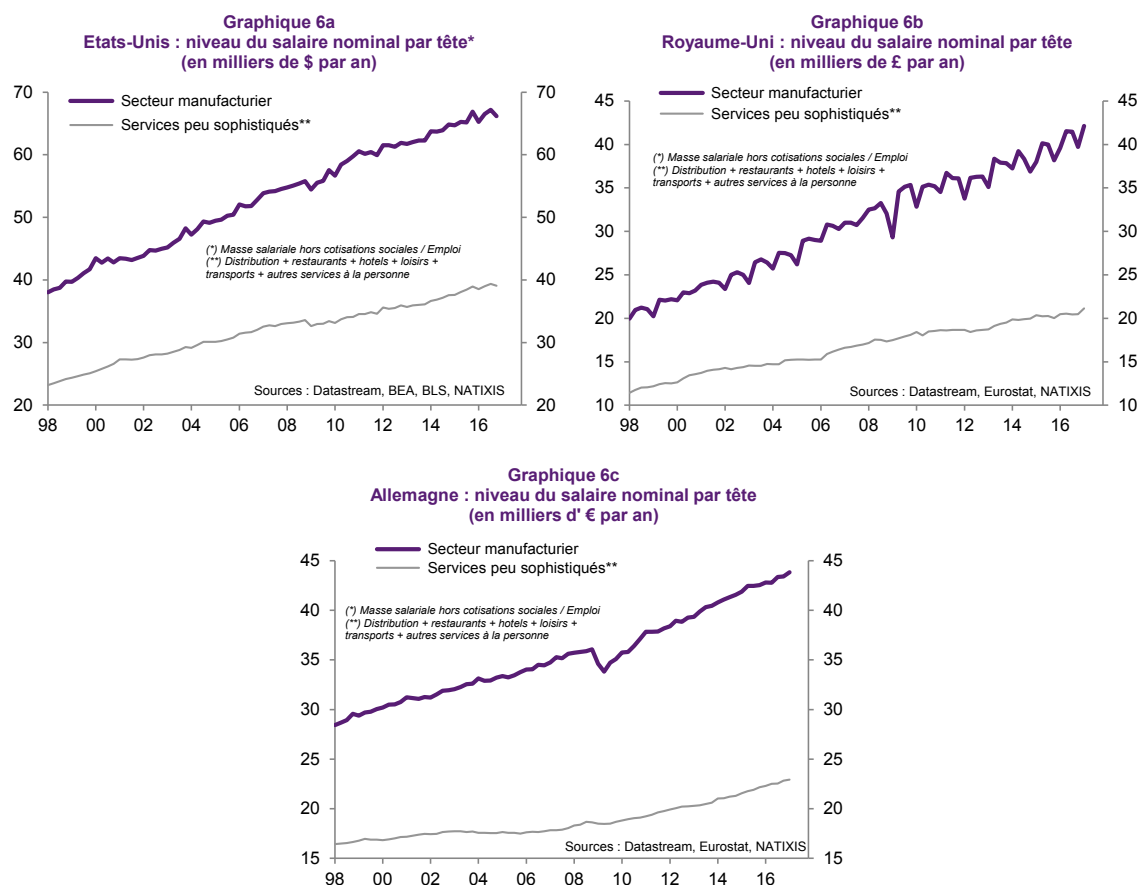 Graphique 6a
Etats-Unis : niveau du salaire nominal par tête*
(en milliers de $ par an)
Secteur manufacturier
Services peu sophistiqués**
(*) Masse salariale hors cotisations sociales / Emploi
(**) Distribution + restaurants + hotels + loisirs +
transports + autres services à la personne
Sources : Datastream, BEA, BLS, NATIXIS
70
60
50
40
30
20
70
60
50
40
30
20
98 00 02 04 06 08 10 12 14 16
Graphique 6b
Royaume-Uni : niveau du salaire nominal par tête
(en milliers de £ par an)
Secteur manufacturier
Services peu sophistiqués**
(*) Masse salariale hors cotisations sociales / Emploi
(**) Distribution + restaurants + hotels + loisirs +
transports + autres services à la personne
Sources : Datastream, Eurostat, NATIXIS
45
40
35
30
25
20
15
10
45
40
35
30
25
20
15
10
98 00 02 04 06 08 10 12 14 16
Graphique 6c
Allemagne : niveau du salaire nominal par tête
(en milliers d' € par an)
Secteur manufacturier
Services peu sophistiqués**
(*) Masse salariale hors cotisations sociales / Emploi
(**) Distribution + restaurants + hotels + loisirs +
transports + autres services à la personne
Sources : Datastream, Eurostat, NATIXIS
45
40
35
30
25
20
15
45
40
35
30
25
20
15
98 00 02 04 06 08 10 12 14 16